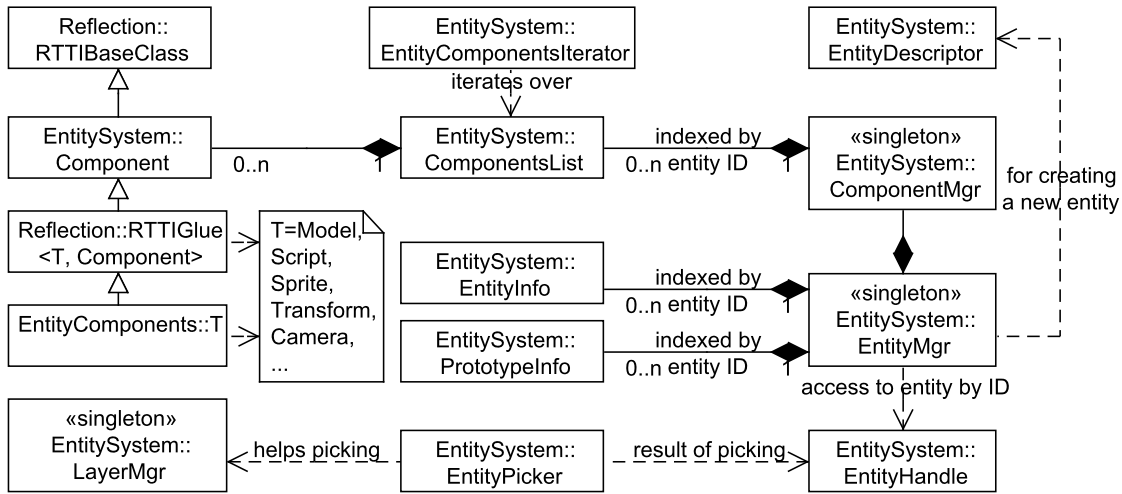 Reflection::
RTTIBaseClass
EntitySystem::
EntityComponentsIterator
EntitySystem::
EntityDescriptor
iterates over
EntitySystem::
Component
0..n
1
EntitySystem::
ComponentsList
indexed by
0..n entity ID
1
«singleton»
EntitySystem::
ComponentMgr
for creating
a new entity
Reflection::RTTIGlue
<T, Component>
T=Model,
Script,
Sprite,
Transform,
Camera,
...
EntitySystem::
EntityInfo
indexed by
0..n entity ID
1
«singleton»
EntitySystem::
EntityMgr
EntityComponents::T
EntitySystem::
PrototypeInfo
indexed by
0..n entity ID
1
access to entity by ID
«singleton»
EntitySystem::
LayerMgr
helps picking
EntitySystem::
EntityPicker
result of picking
EntitySystem::
EntityHandle